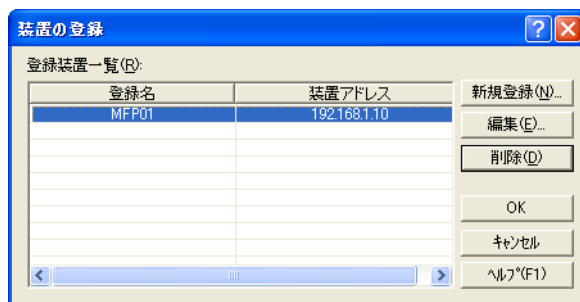 装置の登録
登録装置一覧(R):
登録名 装置アドレス
MFP01 192.168.1.10
新規登録(N)...
編集(E)...
削除(D)
OK
キャンセル
ヘルプ(F1)